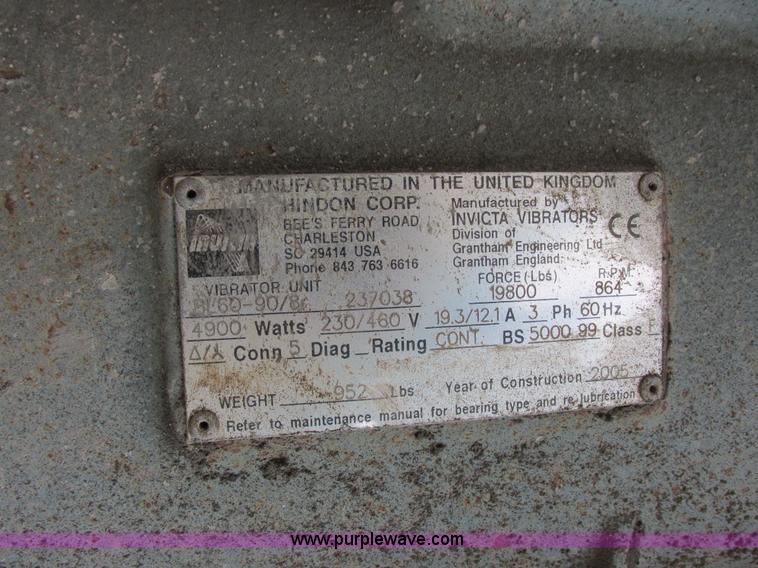 MANUFACTURED IN THE UNITED KINGDOM
HINDON CORP.
BEE'S FERRY ROAD
CHARLESTON
SC 29414 USA
Phone 843 763 6616
Manufactured by
INVICTA VIBRATORS
Division of
Grantham Engineering Ltd
Grantham England
CE
VIBRATOR UNIT FORCE (Lbs) R.P.M.
237038 19800 864
4900 Watts 230/460 V 19.3/12.1 A 3 Ph 60 Hz
Δ/⅄ Conn 5 Diag Rating CONT. BS 5000 99 Class F
WEIGHT 952 Lbs Year of Construction 2005
Refer to maintenance manual for bearing type and re-lubrication
www.purplewave.com